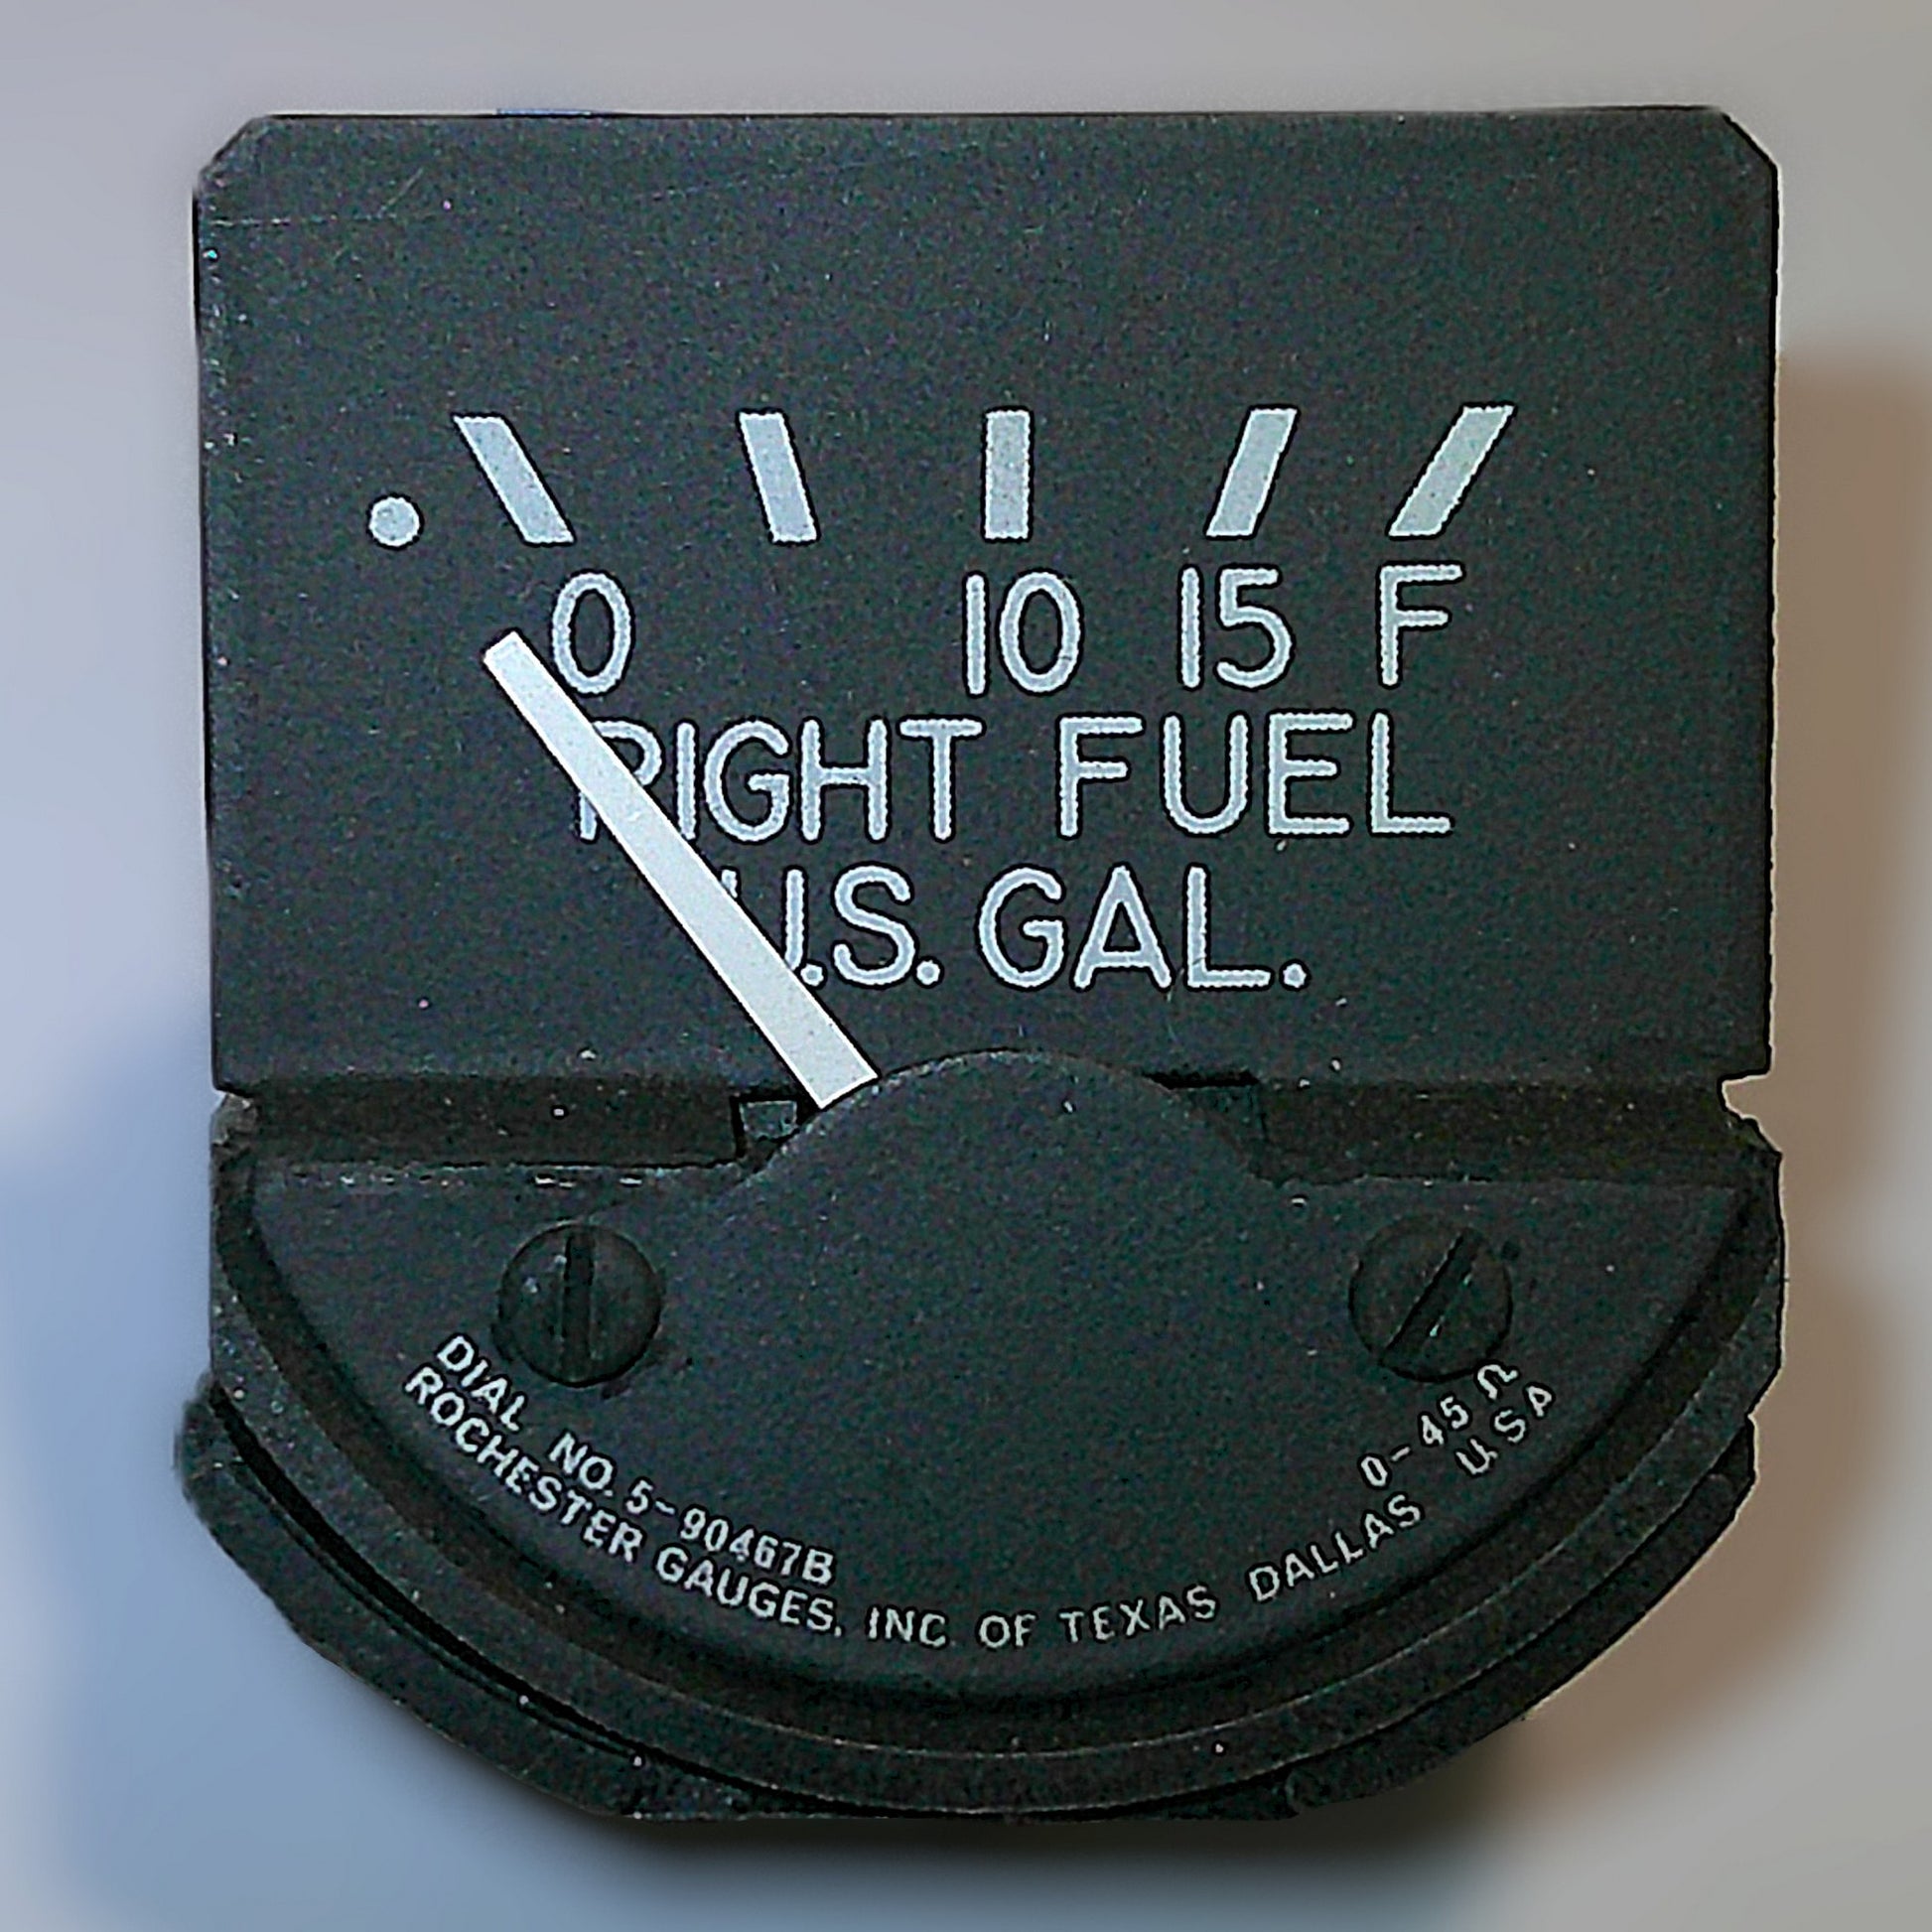 0 10 15 F
RIGHT FUEL
U.S. GAL.
DIAL NO. 5-90467B
0-45 Ω
ROCHESTER GAUGES, INC. OF TEXAS DALLAS USA